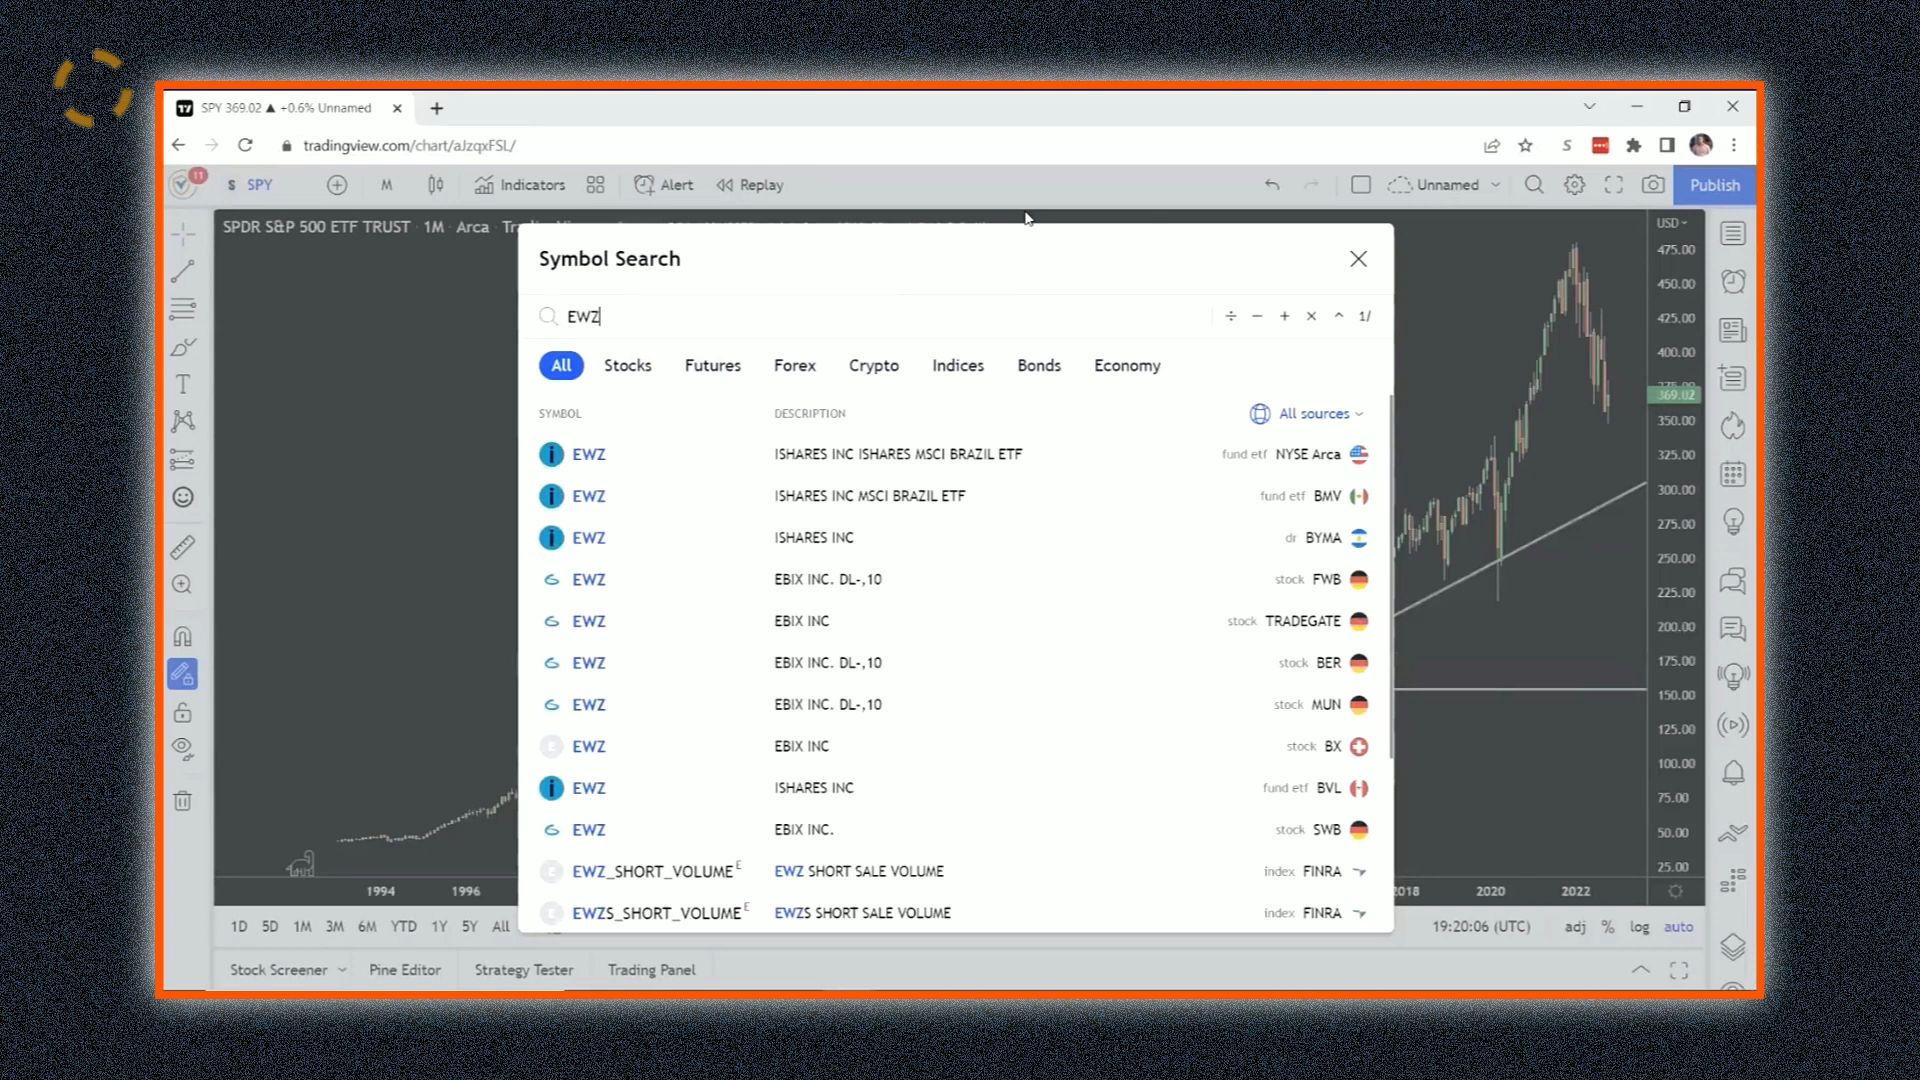 SPY 369.02 ▲ +0.6% Unnamed
tradingview.com/chart/aJzqxFSL/
11 S SPY M Indicators Alert Replay Unnamed Publish
SPDR S&P 500 ETF TRUST · 1M · Arca
USD
475.00
450.00
425.00
400.00
369.02
350.00
325.00
300.00
275.00
250.00
225.00
200.00
175.00
150.00
125.00
100.00
75.00
50.00
25.00
Symbol Search
EWZ
÷ − + × ^ 1/
All Stocks Futures Forex Crypto Indices Bonds Economy
SYMBOL DESCRIPTION All sources
EWZ ISHARES INC ISHARES MSCI BRAZIL ETF fund etf NYSE Arca
EWZ ISHARES INC MSCI BRAZIL ETF fund etf BMV
EWZ ISHARES INC dr BYMA
EWZ EBIX INC. DL-,10 stock FWB
EWZ EBIX INC stock TRADEGATE
EWZ EBIX INC. DL-,10 stock BER
EWZ EBIX INC. DL-,10 stock MUN
EWZ EBIX INC stock BX
EWZ ISHARES INC fund etf BVL
EWZ EBIX INC. stock SWB
EWZ_SHORT_VOLUME E EWZ SHORT SALE VOLUME index FINRA
EWZS_SHORT_VOLUME E EWZS SHORT SALE VOLUME index FINRA
1994 1996 2018 2020 2022
1D 5D 1M 3M 6M YTD 1Y 5Y All 19:20:06 (UTC) adj % log auto
Stock Screener Pine Editor Strategy Tester Trading Panel